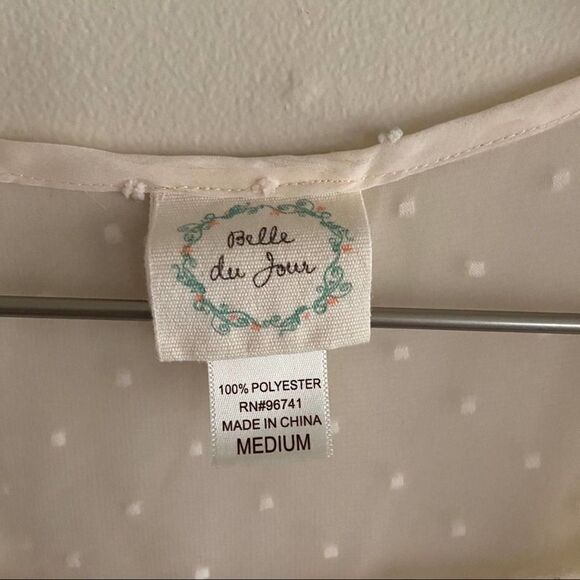 Belle
du Jour
100% POLYESTER
RN#96741
MADE IN CHINA
MEDIUM